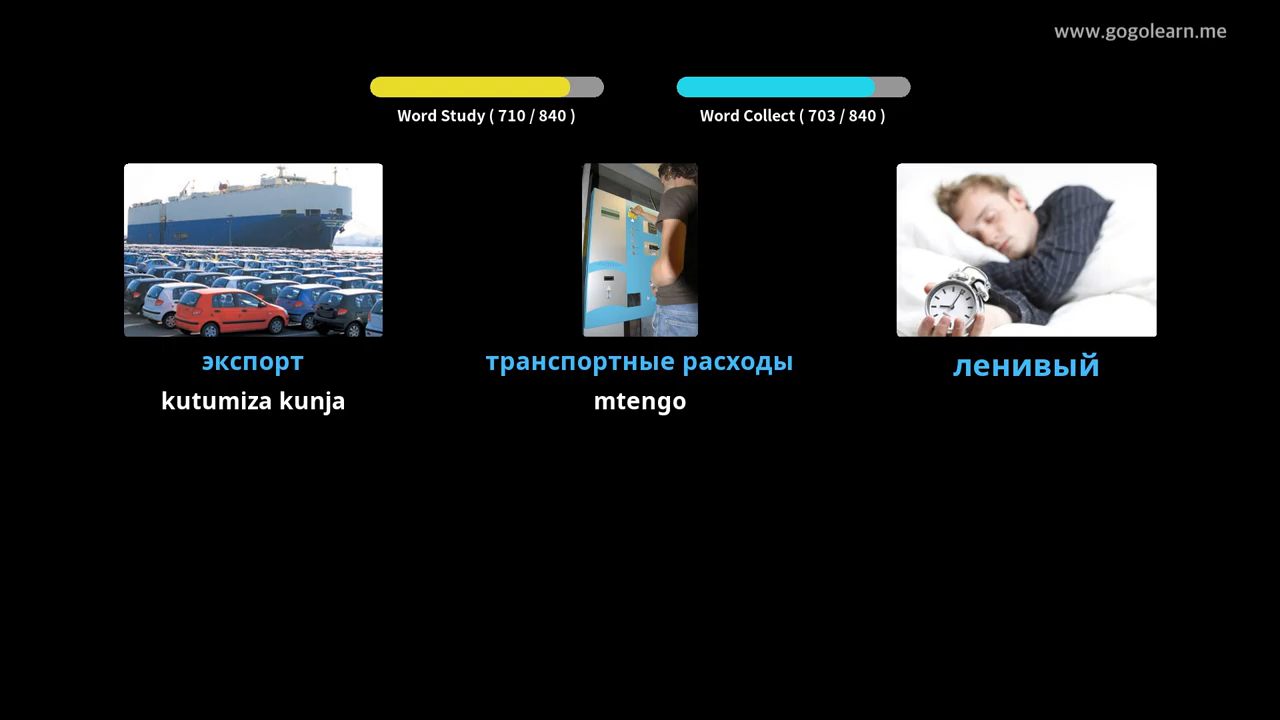 www.gogolearn.me
Word Study ( 710 / 840 )
Word Collect ( 703 / 840 )
экспорт
kutumiza kunja
транспортные расходы
mtengo
ленивый